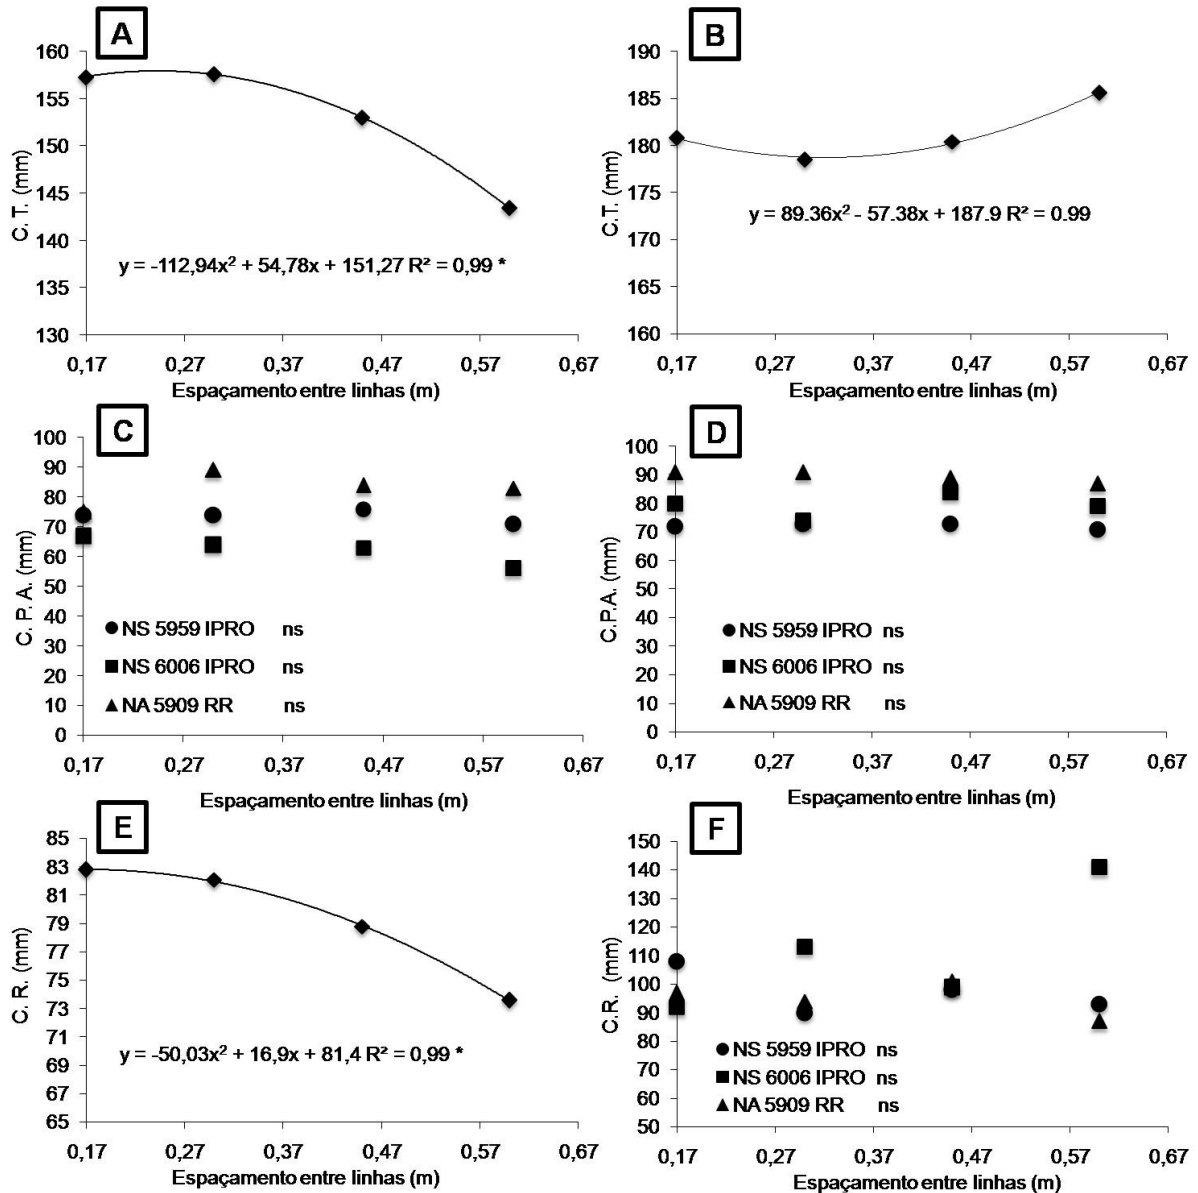 A
160
155
150
145
140
135
130
C. T. (mm)
y = -112,94x² + 54,78x + 151,27 R² = 0,99 *
0,17 0,27 0,37 0,47 0,57 0,67
Espaçamento entre linhas (m)
B
190
185
180
175
170
165
160
C.T. (mm)
y = 89.36x² - 57.38x + 187.9 R² = 0.99
0,17 0,27 0,37 0,47 0,57 0,67
Espaçamento entre linhas (m)
C
100
90
80
70
60
50
40
30
20
10
0
C. P. A. (mm)
NS 5959 IPRO ns
NS 6006 IPRO ns
NA 5909 RR ns
0,17 0,27 0,37 0,47 0,57 0,67
Espaçamento entre linhas (m)
D
100
90
80
70
60
50
40
30
20
10
0
C.P.A. (mm)
NS 5959 IPRO ns
NS 6006 IPRO ns
NA 5909 RR ns
0,17 0,27 0,37 0,47 0,57 0,67
Espaçamento entre linhas (m)
E
85
83
81
79
77
75
73
71
69
67
65
C. R. (mm)
y = -50,03x² + 16,9x + 81,4 R² = 0,99 *
0,17 0,27 0,37 0,47 0,57 0,67
Espaçamento entre linhas (m)
F
150
140
130
120
110
100
90
80
70
60
50
C.R. (mm)
NS 5959 IPRO ns
NS 6006 IPRO ns
NA 5909 RR ns
0,17 0,27 0,37 0,47 0,57 0,67
Espaçamento entre linhas (m)